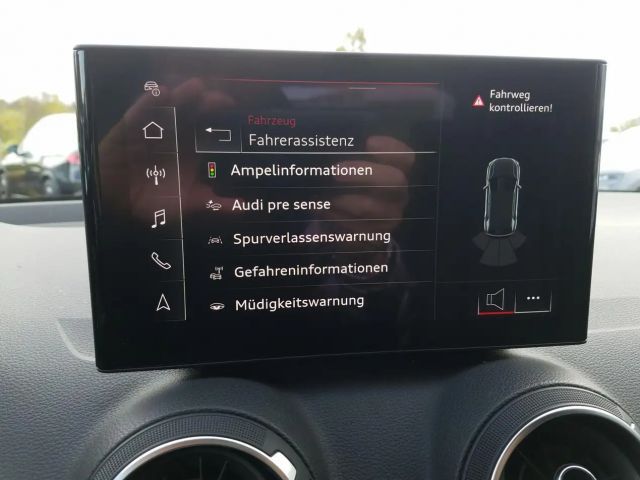 Fahrzeug
Fahrerassistenz
Ampelinformationen
Audi pre sense
Spurverlassenswarnung
Gefahreninformationen
Müdigkeitswarnung
Fahrweg
kontrollieren!